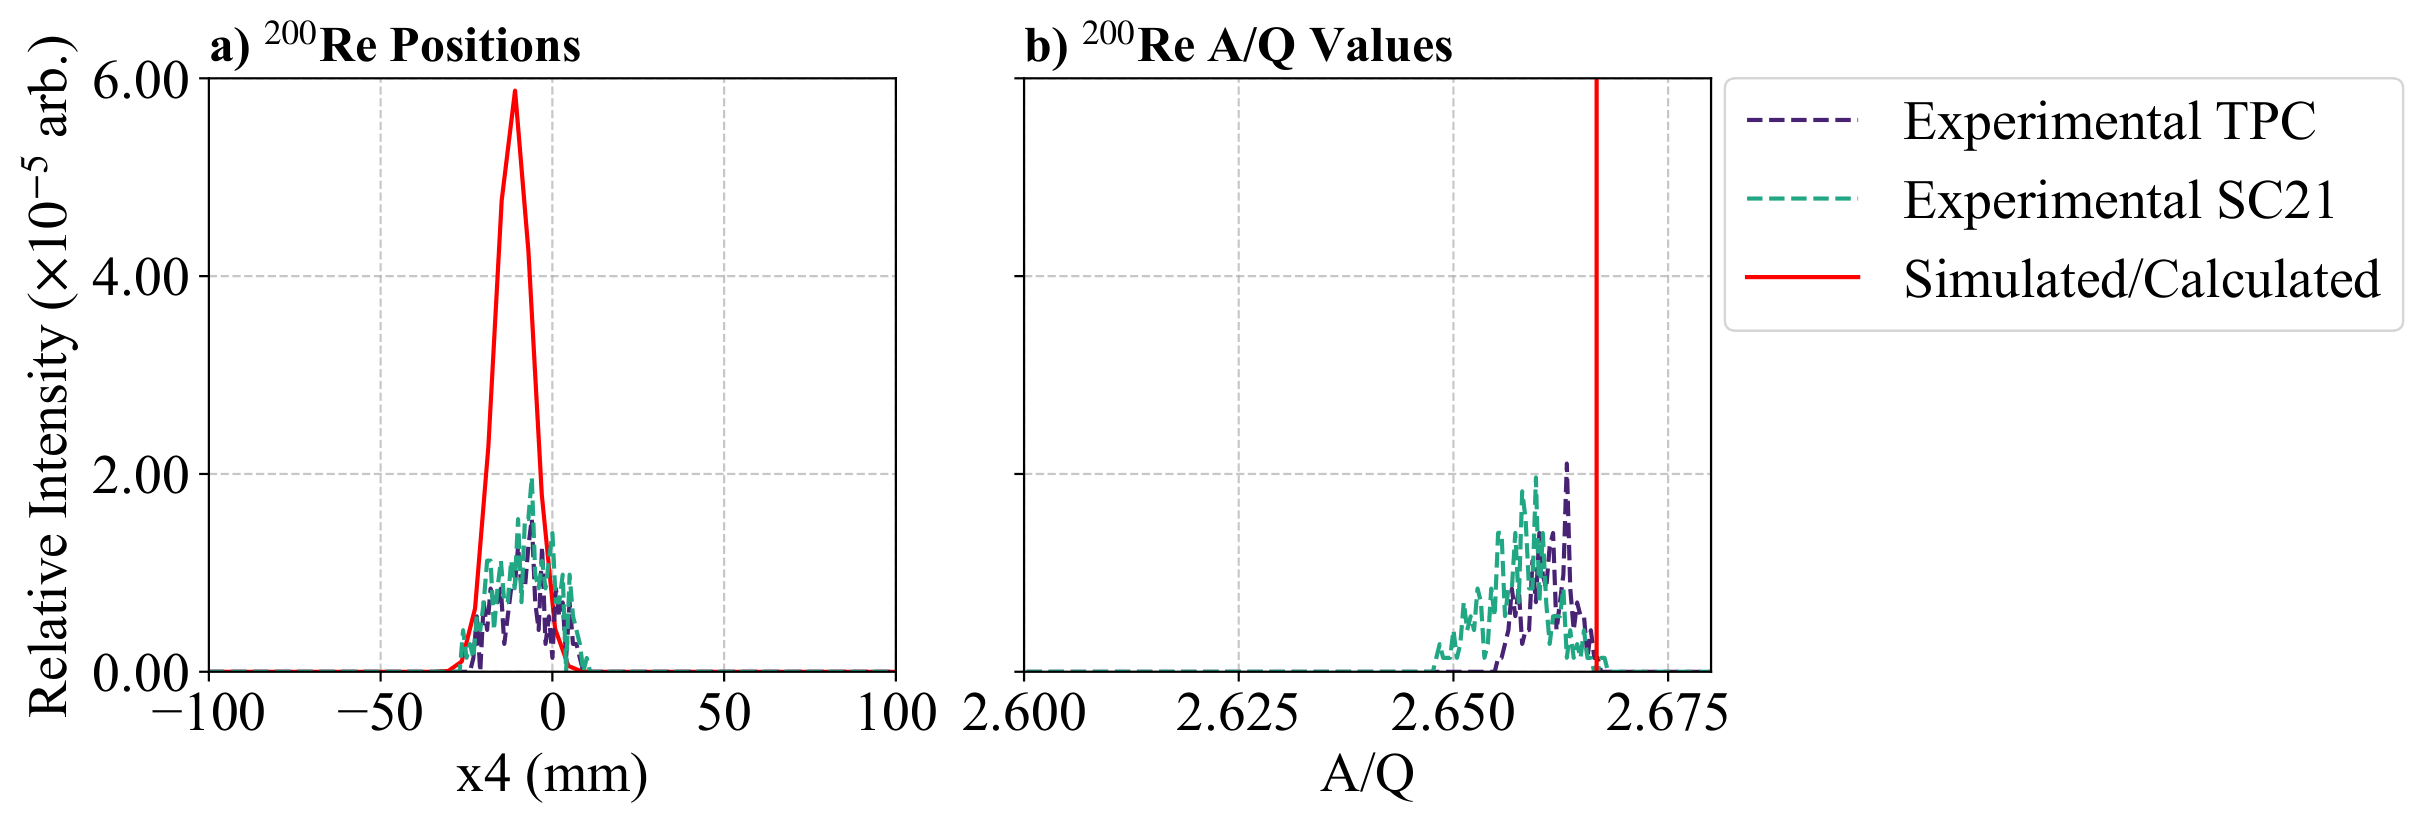 a) ²⁰⁰Re Positions
b) ²⁰⁰Re A/Q Values
Relative Intensity (×10⁻⁵ arb.)
6.00
4.00
2.00
0.00
−100 −50 0 50 100
x4 (mm)
2.600 2.625 2.650 2.675
A/Q
Experimental TPC
Experimental SC21
Simulated/Calculated